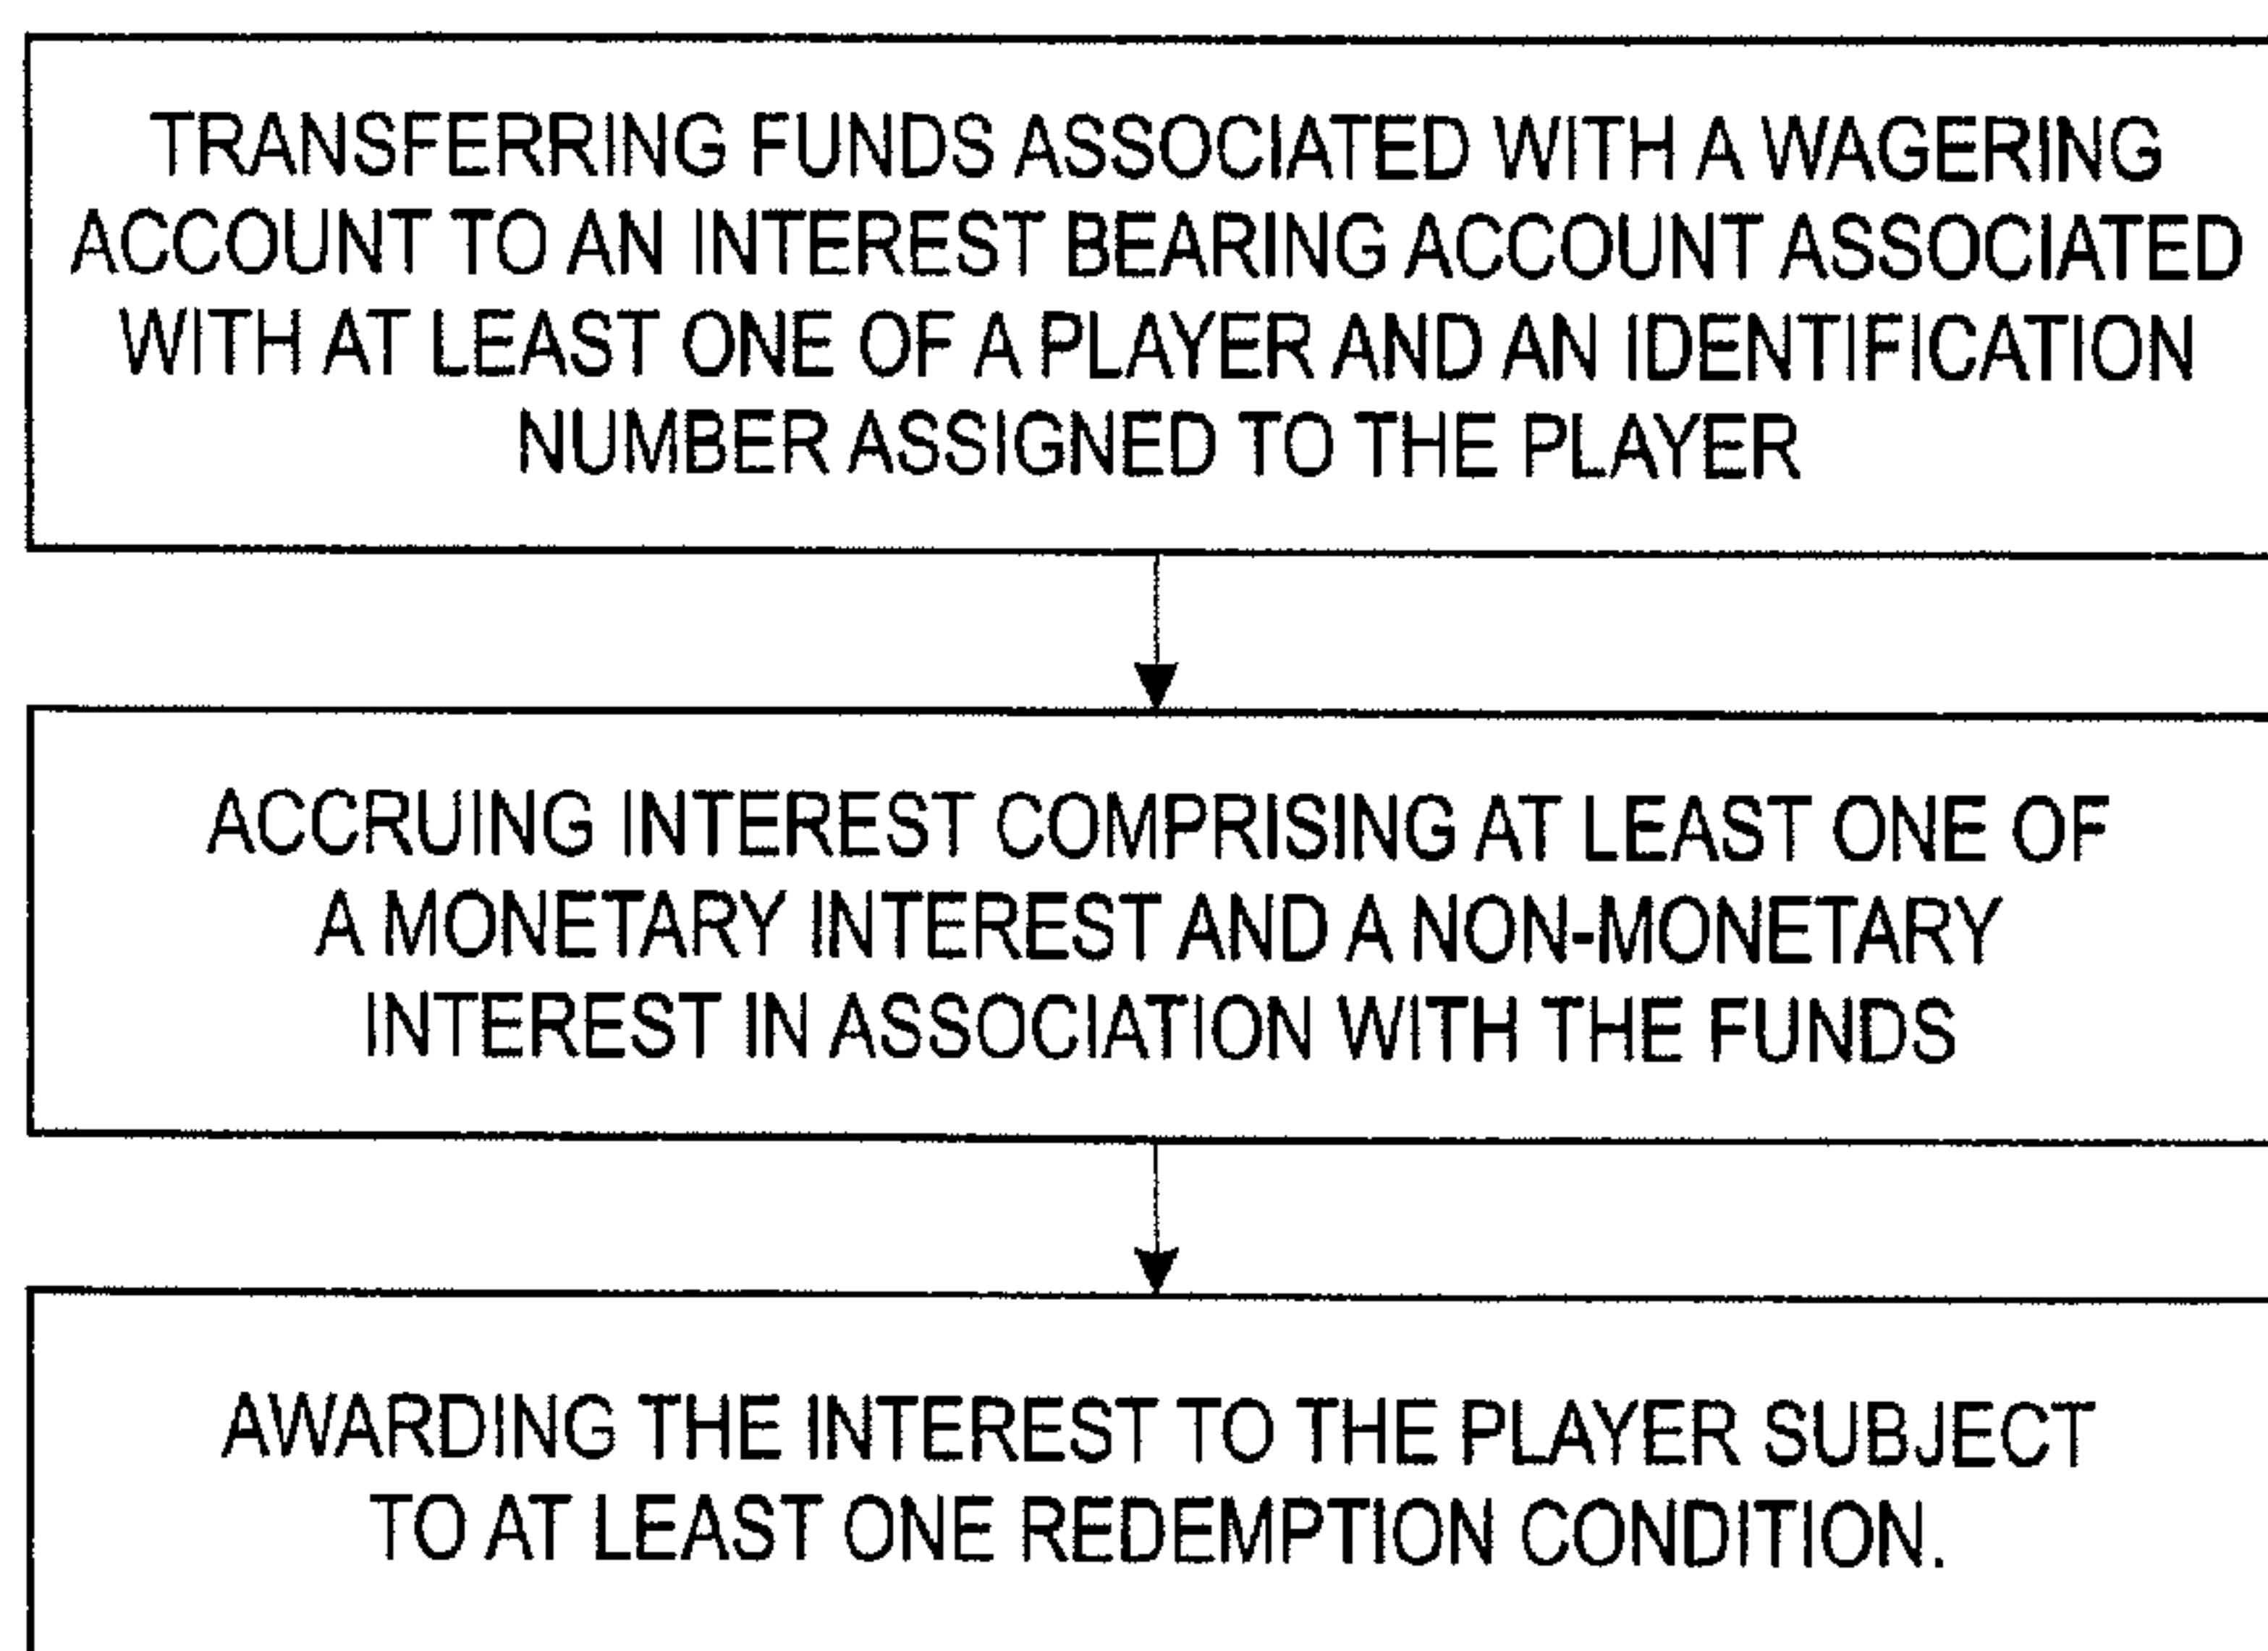 TRANSFERRING FUNDS ASSOCIATED WITH A WAGERING
ACCOUNT TO AN INTEREST BEARING ACCOUNT ASSOCIATED
WITH AT LEAST ONE OF A PLAYER AND AN IDENTIFICATION
NUMBER ASSIGNED TO THE PLAYER
ACCRUING INTEREST COMPRISING AT LEAST ONE OF
A MONETARY INTEREST AND A NON-MONETARY
INTEREST IN ASSOCIATION WITH THE FUNDS
AWARDING THE INTEREST TO THE PLAYER SUBJECT
TO AT LEAST ONE REDEMPTION CONDITION.